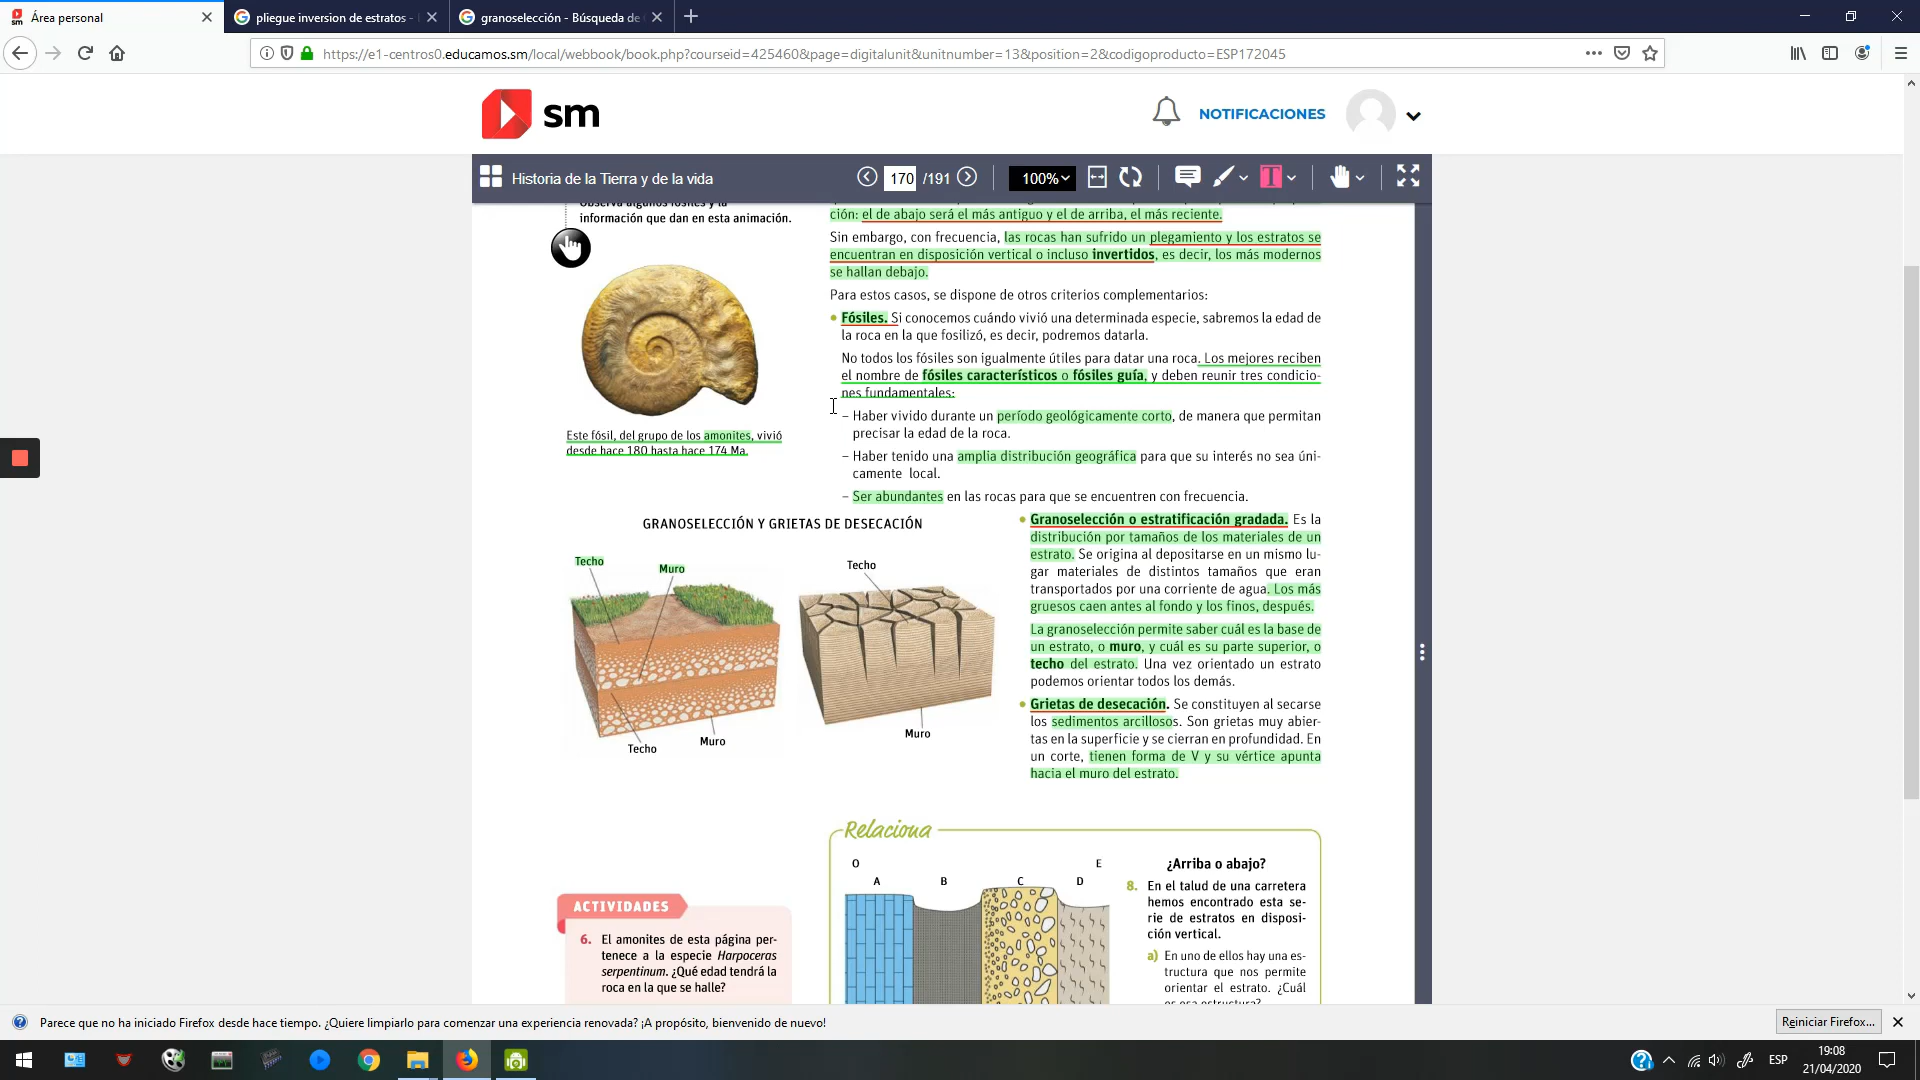 Área personal
pliegue inversion de estratos -
granoselección - Búsqueda de
https://e1-centros0.educamos.sm/local/webbook/book.php?courseid=425460&page=digitalunit&unitnumber=13&position=2&codigoproducto=ESP172045
sm
NOTIFICACIONES
Historia de la Tierra y de la vida
170 /191
100%
información que dan en esta animación.
Este fósil, del grupo de los amonites, vivió
desde hace 180 hasta hace 174 Ma.
ción: el de abajo será el más antiguo y el de arriba, el más reciente.
Sin embargo, con frecuencia, las rocas han sufrido un plegamiento y los estratos se
encuentran en disposición vertical o incluso invertidos, es decir, los más modernos
se hallan debajo.
Para estos casos, se dispone de otros criterios complementarios:
• Fósiles. Si conocemos cuándo vivió una determinada especie, sabremos la edad de
la roca en la que fosilizó, es decir, podremos datarla.
No todos los fósiles son igualmente útiles para datar una roca. Los mejores reciben
el nombre de fósiles característicos o fósiles guía, y deben reunir tres condicio-
nes fundamentales:
– Haber vivido durante un período geológicamente corto, de manera que permitan
precisar la edad de la roca.
– Haber tenido una amplia distribución geográfica para que su interés no sea úni-
camente local.
– Ser abundantes en las rocas para que se encuentren con frecuencia.
GRANOSELECCIÓN Y GRIETAS DE DESECACIÓN
Techo
Muro
Techo
Muro
Techo
Muro
• Granoselección o estratificación gradada. Es la
distribución por tamaños de los materiales de un
estrato. Se origina al depositarse en un mismo lu-
gar materiales de distintos tamaños que eran
transportados por una corriente de agua. Los más
gruesos caen antes al fondo y los finos, después.
La granoselección permite saber cuál es la base de
un estrato, o muro, y cuál es su parte superior, o
techo del estrato. Una vez orientado un estrato
podemos orientar todos los demás.
• Grietas de desecación. Se constituyen al secarse
los sedimentos arcillosos. Son grietas muy abier-
tas en la superficie y se cierran en profundidad. En
un corte, tienen forma de V y su vértice apunta
hacia el muro del estrato.
ACTIVIDADES
6. El amonites de esta página per-
tenece a la especie Harpoceras
serpentinum. ¿Qué edad tendrá la
roca en la que se halle?
Relaciona
O E
A B C D
¿Arriba o abajo?
8. En el talud de una carretera
hemos encontrado esta se-
rie de estratos en disposi-
ción vertical.
a) En uno de ellos hay una es-
tructura que nos permite
orientar el estrato. ¿Cuál
Parece que no ha iniciado Firefox desde hace tiempo. ¿Quiere limpiarlo para comenzar una experiencia renovada? ¡A propósito, bienvenido de nuevo!
Reiniciar Firefox...
ESP
19:08
21/04/2020